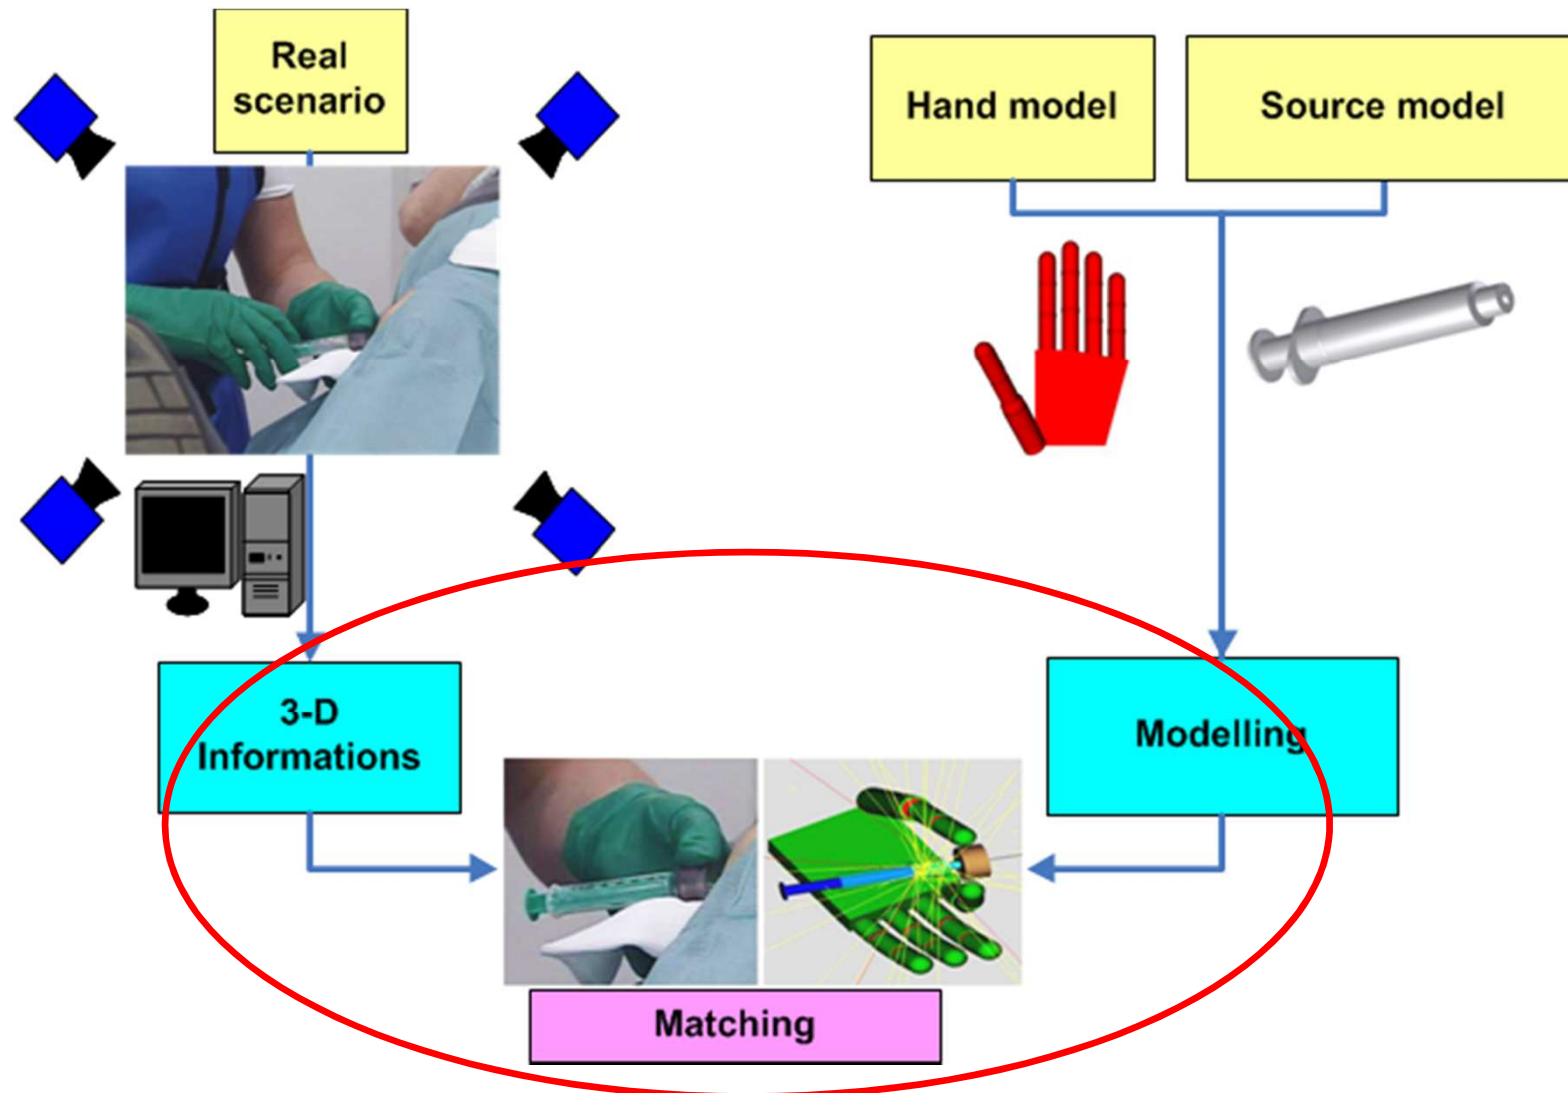 Real
scenario
Hand model
Source model
3-D
Informations
Modelling
Matching